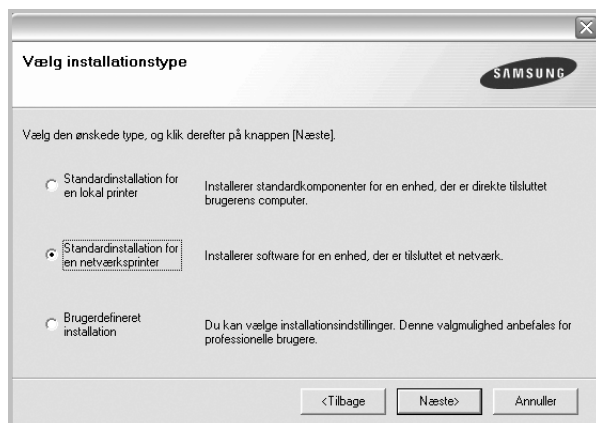 Vælg installationstype
SAMSUNG
Vælg den ønskede type, og klik derefter på knappen [Næste].
Standardinstallation for
en lokal printer
Installerer standardkomponenter for en enhed, der er direkte tilsluttet
brugerens computer.
Standardinstallation for
en netværksprinter
Installerer software for en enhed, der er tilsluttet et netværk.
Brugerdefineret
installation
Du kan vælge installationsindstillinger. Denne valgmulighed anbefales for
professionelle brugere.
<Tilbage
Næste>
Annuller